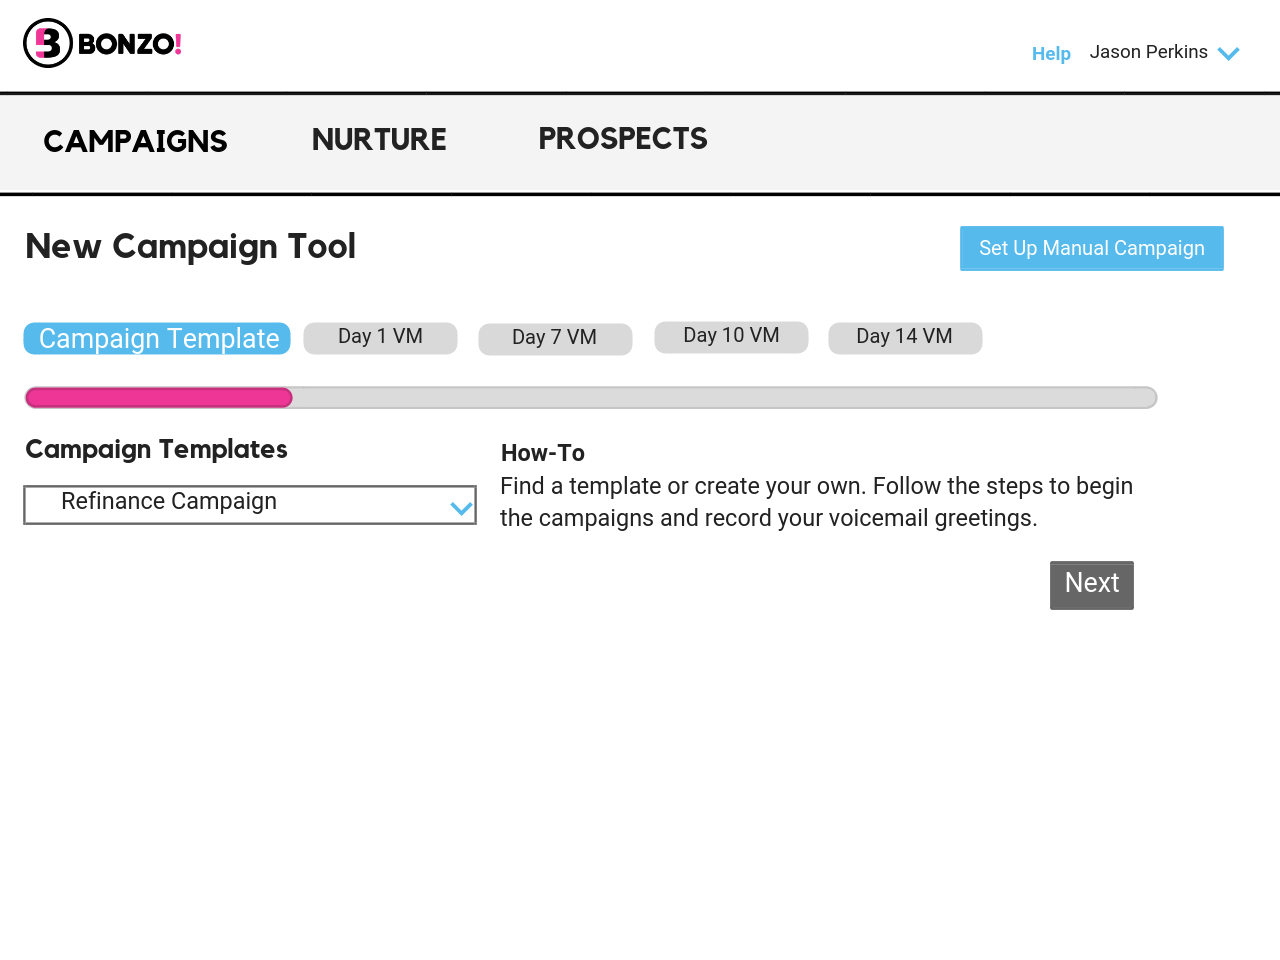 BONZO!
Help Jason Perkins
CAMPAIGNS NURTURE PROSPECTS
New Campaign Tool
Set Up Manual Campaign
Campaign Template Day 1 VM Day 7 VM Day 10 VM Day 14 VM
Campaign Templates
Refinance Campaign
How-To
Find a template or create your own. Follow the steps to begin
the campaigns and record your voicemail greetings.
Next